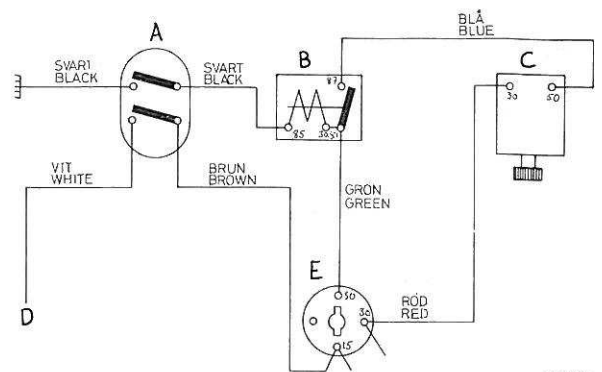 A
SVART
BLACK
SVART
BLACK
B
87
85
30/51
BLÅ
BLUE
C
30
50
VIT
WHITE
BRUN
BROWN
GRÖN
GREEN
D
E
50
30
15
RÖD
RED